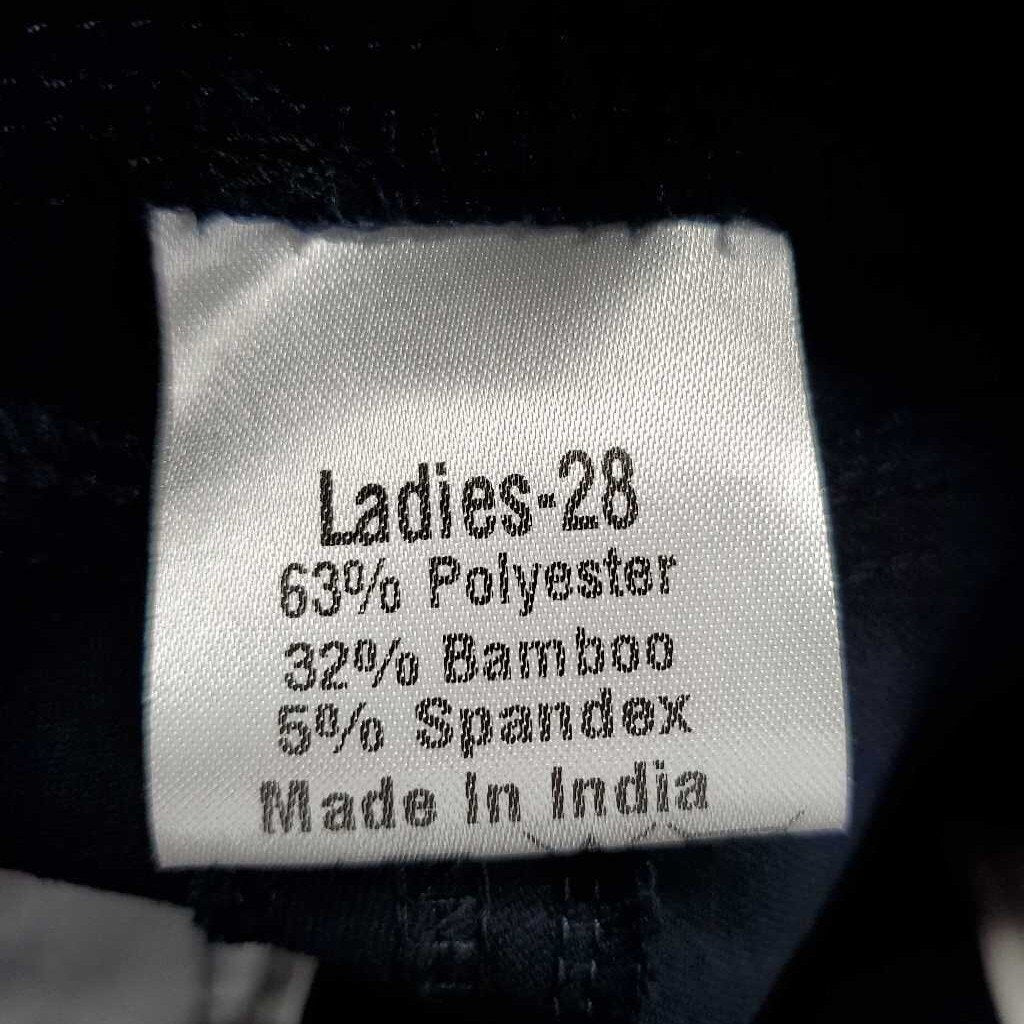 Ladies-28
63% Polyester
32% Bamboo
5% Spandex
Made In India